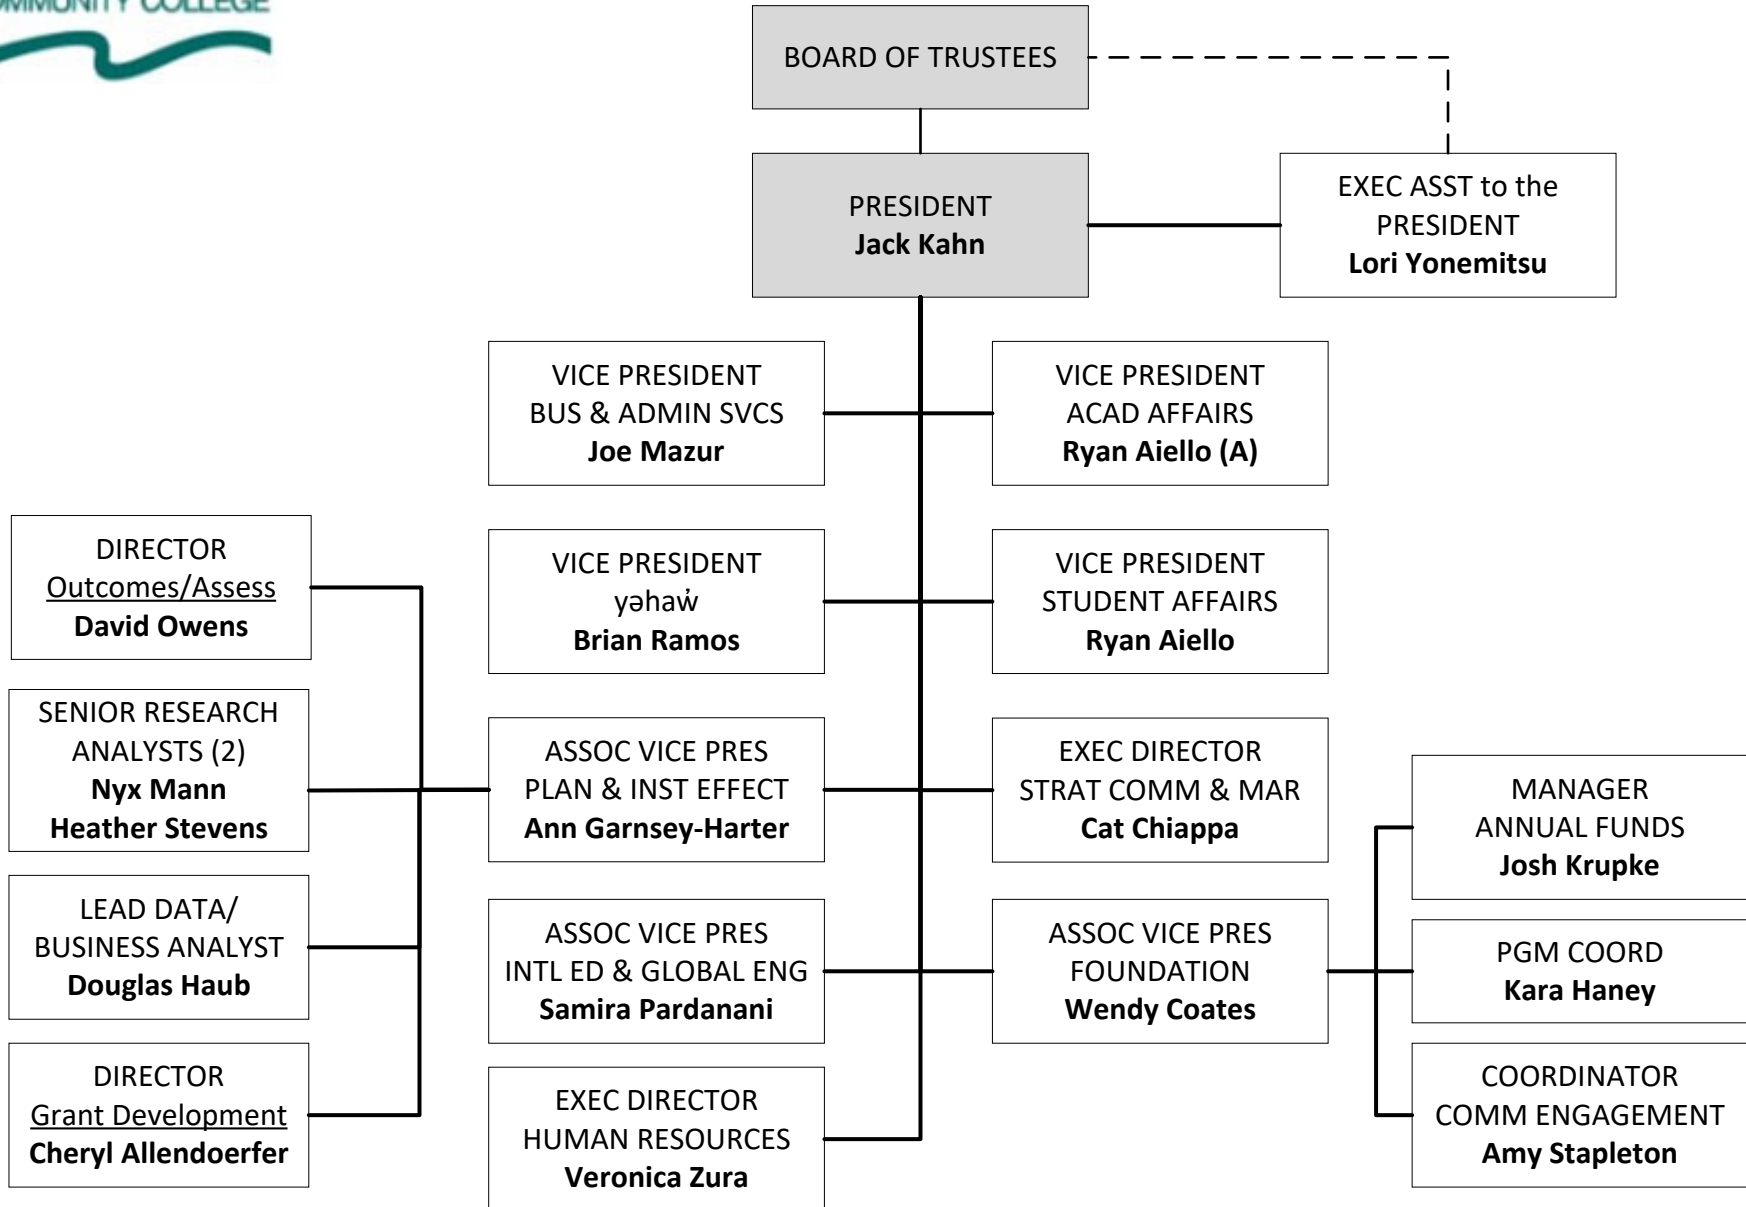 COMMUNITY COLLEGE
BOARD OF TRUSTEES
PRESIDENT
Jack Kahn
EXEC ASST to the
PRESIDENT
Lori Yonemitsu
VICE PRESIDENT
BUS & ADMIN SVCS
Joe Mazur
VICE PRESIDENT
ACAD AFFAIRS
Ryan Aiello (A)
VICE PRESIDENT
yəhaw̓
Brian Ramos
VICE PRESIDENT
STUDENT AFFAIRS
Ryan Aiello
ASSOC VICE PRES
PLAN & INST EFFECT
Ann Garnsey-Harter
EXEC DIRECTOR
STRAT COMM & MAR
Cat Chiappa
ASSOC VICE PRES
INTL ED & GLOBAL ENG
Samira Pardanani
ASSOC VICE PRES
FOUNDATION
Wendy Coates
EXEC DIRECTOR
HUMAN RESOURCES
Veronica Zura
DIRECTOR
Outcomes/Assess
David Owens
SENIOR RESEARCH
ANALYSTS (2)
Nyx Mann
Heather Stevens
LEAD DATA/
BUSINESS ANALYST
Douglas Haub
DIRECTOR
Grant Development
Cheryl Allendoerfer
MANAGER
ANNUAL FUNDS
Josh Krupke
PGM COORD
Kara Haney
COORDINATOR
COMM ENGAGEMENT
Amy Stapleton